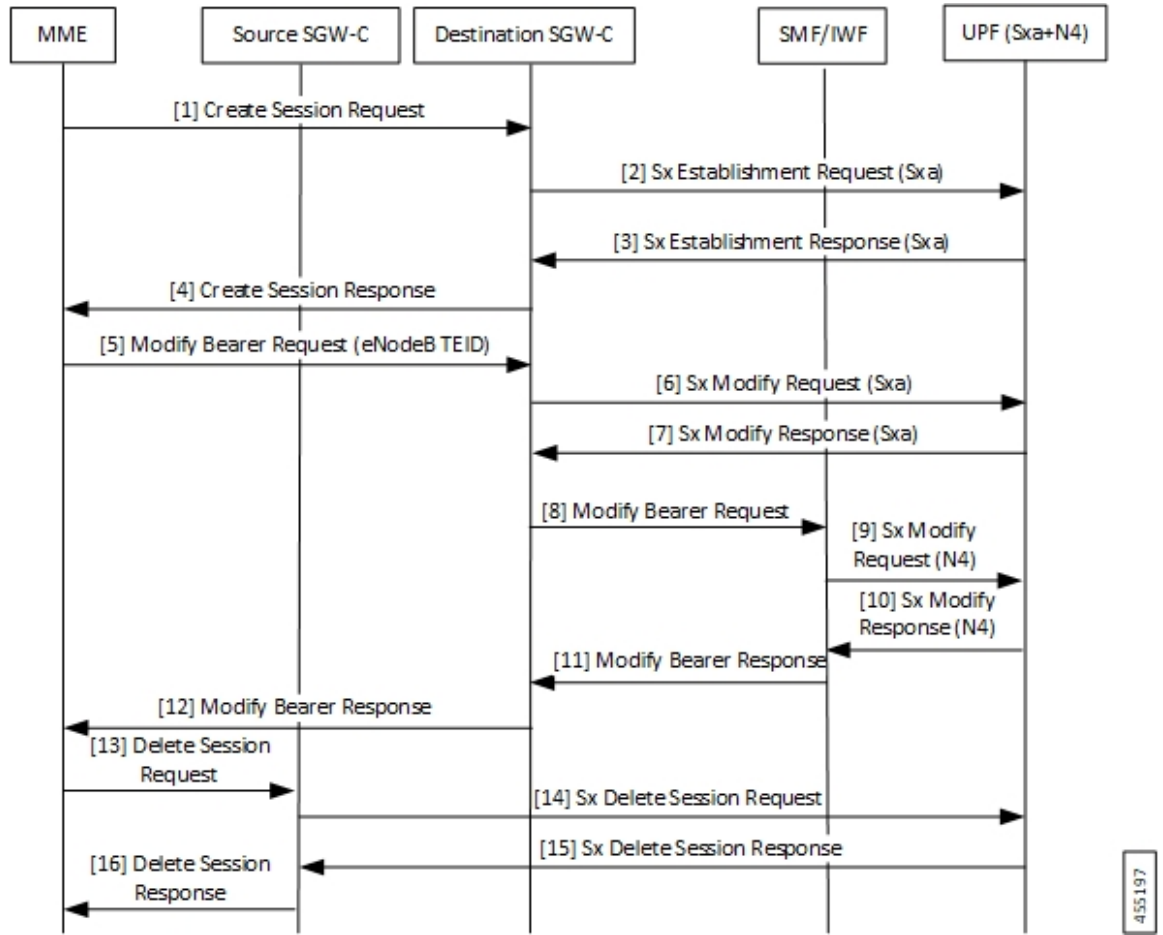 MME
Source SGW-C
Destination SGW-C
SMF/IWF
UPF (Sxa+N4)
[1] Create Session Request
[2] Sx Establishment Request (Sxa)
[3] Sx Establishment Response (Sxa)
[4] Create Session Response
[5] Modify Bearer Request (eNodeB TEID)
[6] Sx Modify Request (Sxa)
[7] Sx Modify Response (Sxa)
[8] Modify Bearer Request
[9] Sx Modify
Request (N4)
[10] Sx Modify
Response (N4)
[11] Modify Bearer Response
[12] Modify Bearer Response
[13] Delete Session
Request
[14] Sx Delete Session Request
[15] Sx Delete Session Response
[16] Delete Session
Response
455197